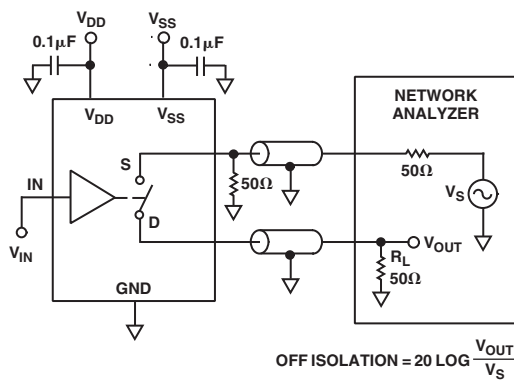 VDD
VSS
0.1µF
0.1µF
VDD
VSS
NETWORK
ANALYZER
S
50Ω
50Ω
VS
IN
D
VIN
VOUT
RL
50Ω
GND
OFF ISOLATION = 20 LOG VOUT
VS